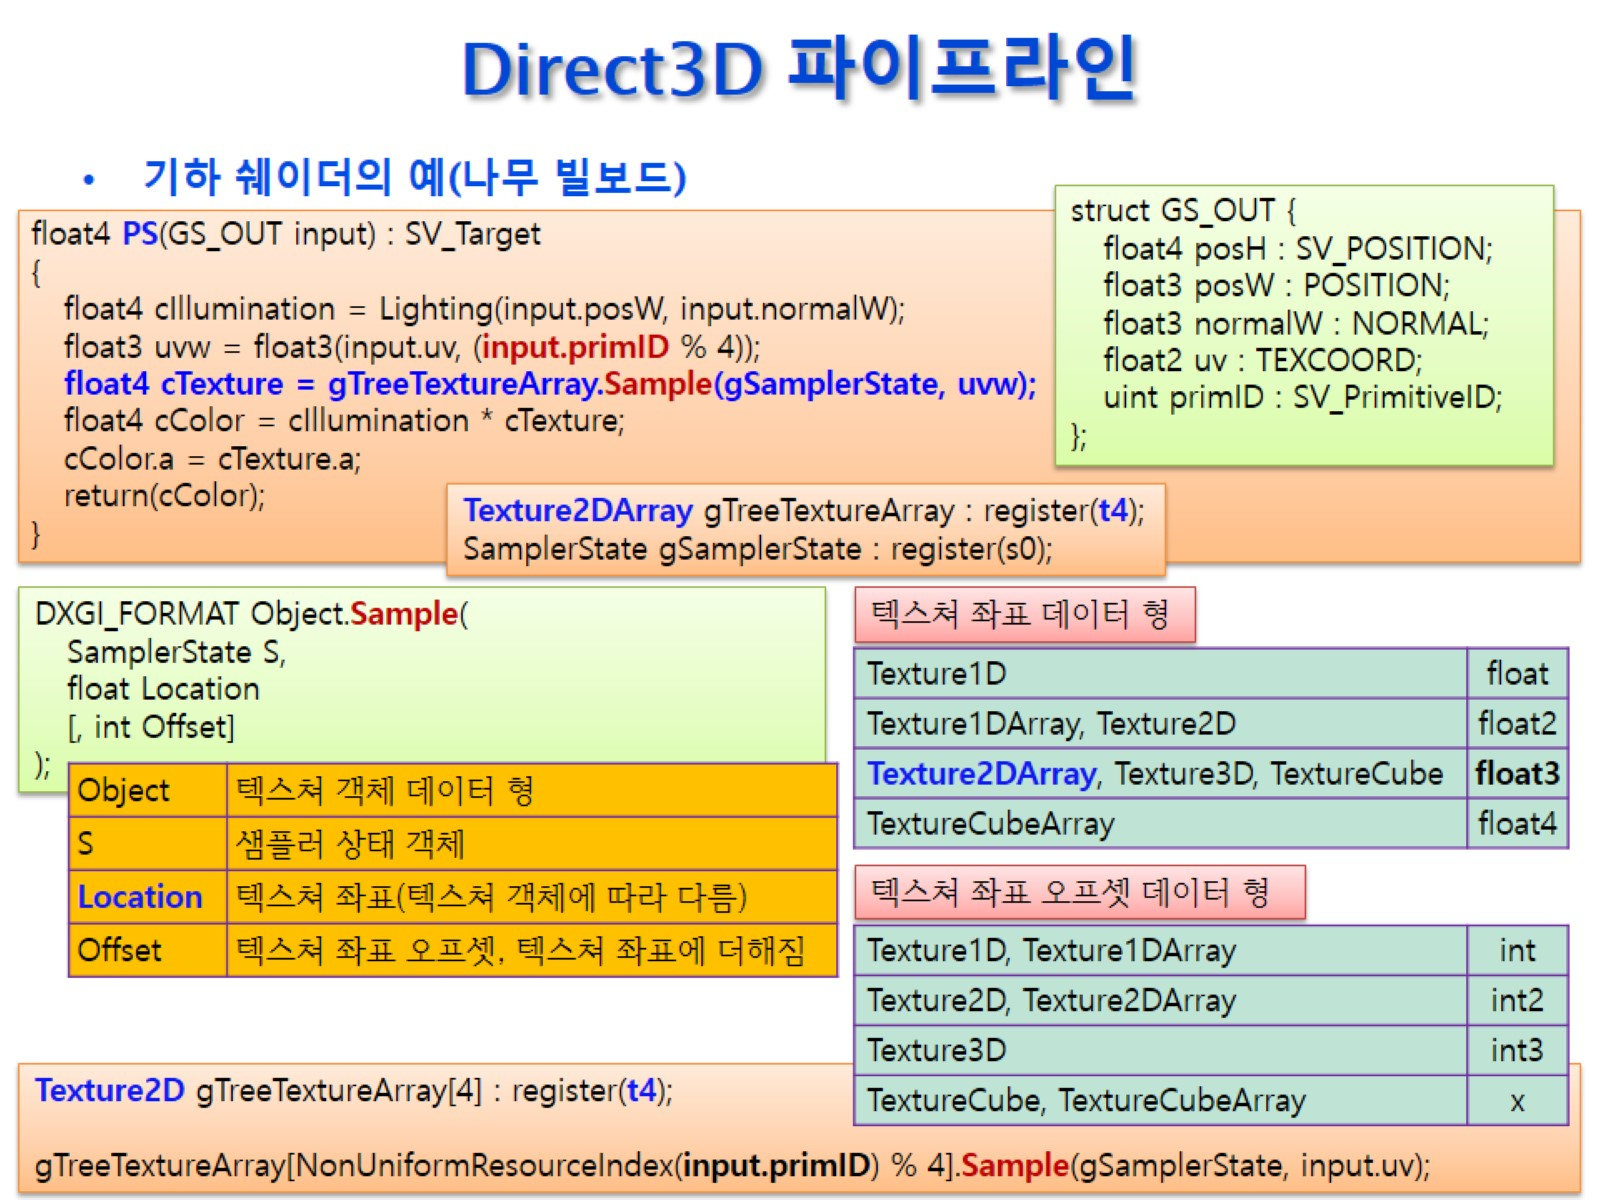 Direct3D 파이프라인
• 기하 쉐이더의 예(나무 빌보드)
float4 PS(GS_OUT input) : SV_Target
{
float4 cIllumination = Lighting(input.posW, input.normalW);
float3 uvw = float3(input.uv, (input.primID % 4));
float4 cTexture = gTreeTextureArray.Sample(gSamplerState, uvw);
float4 cColor = cIllumination * cTexture;
cColor.a = cTexture.a;
return(cColor);
}
struct GS_OUT {
float4 posH : SV_POSITION;
float3 posW : POSITION;
float3 normalW : NORMAL;
float2 uv : TEXCOORD;
uint primID : SV_PrimitiveID;
};
Texture2DArray gTreeTextureArray : register(t4);
SamplerState gSamplerState : register(s0);
DXGI_FORMAT Object.Sample(
SamplerState S,
float Location
[, int Offset]
);
Object 텍스쳐 객체 데이터 형
S 샘플러 상태 객체
Location 텍스쳐 좌표(텍스쳐 객체에 따라 다름)
Offset 텍스쳐 좌표 오프셋, 텍스쳐 좌표에 더해짐
텍스쳐 좌표 데이터 형
Texture1D float
Texture1DArray, Texture2D float2
Texture2DArray, Texture3D, TextureCube float3
TextureCubeArray float4
텍스쳐 좌표 오프셋 데이터 형
Texture1D, Texture1DArray int
Texture2D, Texture2DArray int2
Texture3D int3
TextureCube, TextureCubeArray x
Texture2D gTreeTextureArray[4] : register(t4);
gTreeTextureArray[NonUniformResourceIndex(input.primID) % 4].Sample(gSamplerState, input.uv);